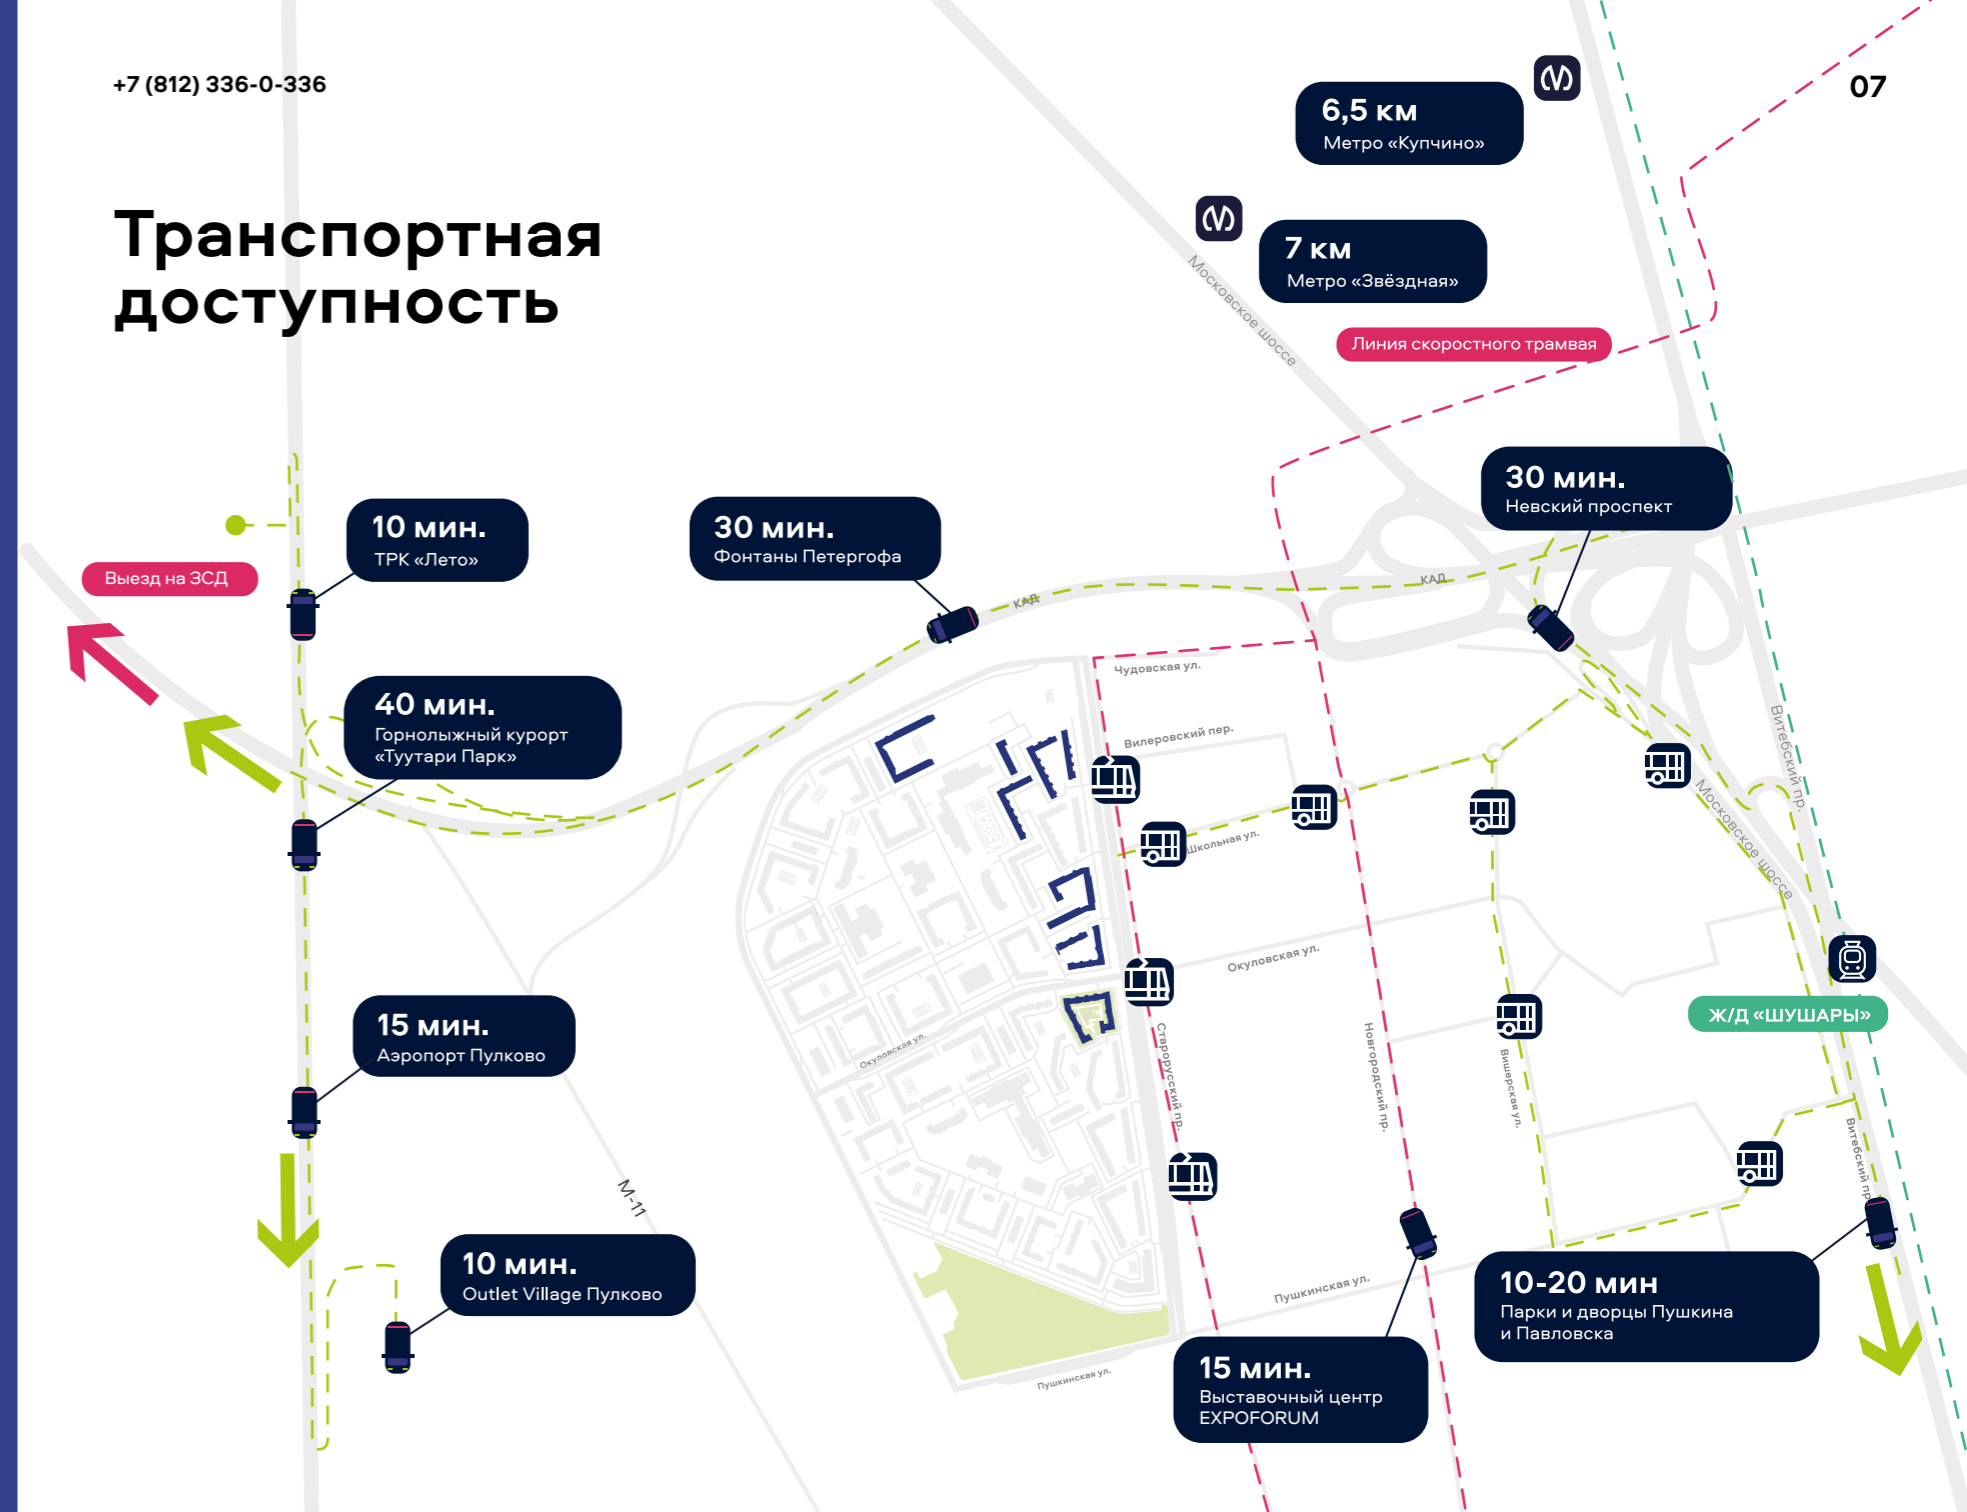 +7 (812) 336-0-336
07
Транспортная
доступность
6,5 км
Метро «Купчино»
7 км
Метро «Звёздная»
Московское шоссе
Линия скоростного трамвая
30 мин.
Невский проспект
10 мин.
ТРК «Лето»
30 мин.
Фонтаны Петергофа
Выезд на ЗСД
КАД
КАД
40 мин.
Горнолыжный курорт
«Туутари Парк»
Чудовская ул.
Вилеровский пер.
Витебский пр.
Московское шоссе
Школьная ул.
Окуловская ул.
15 мин.
Аэропорт Пулково
Окуловская ул.
Старорусский пр.
Новгородский пр.
Вишерская ул.
Ж/Д «ШУШАРЫ»
Витебский пр.
М-11
10 мин.
Outlet Village Пулково
Пушкинская ул.
10-20 мин
Парки и дворцы Пушкина
и Павловска
Пушкинская ул.
15 мин.
Выставочный центр
EXPOFORUM